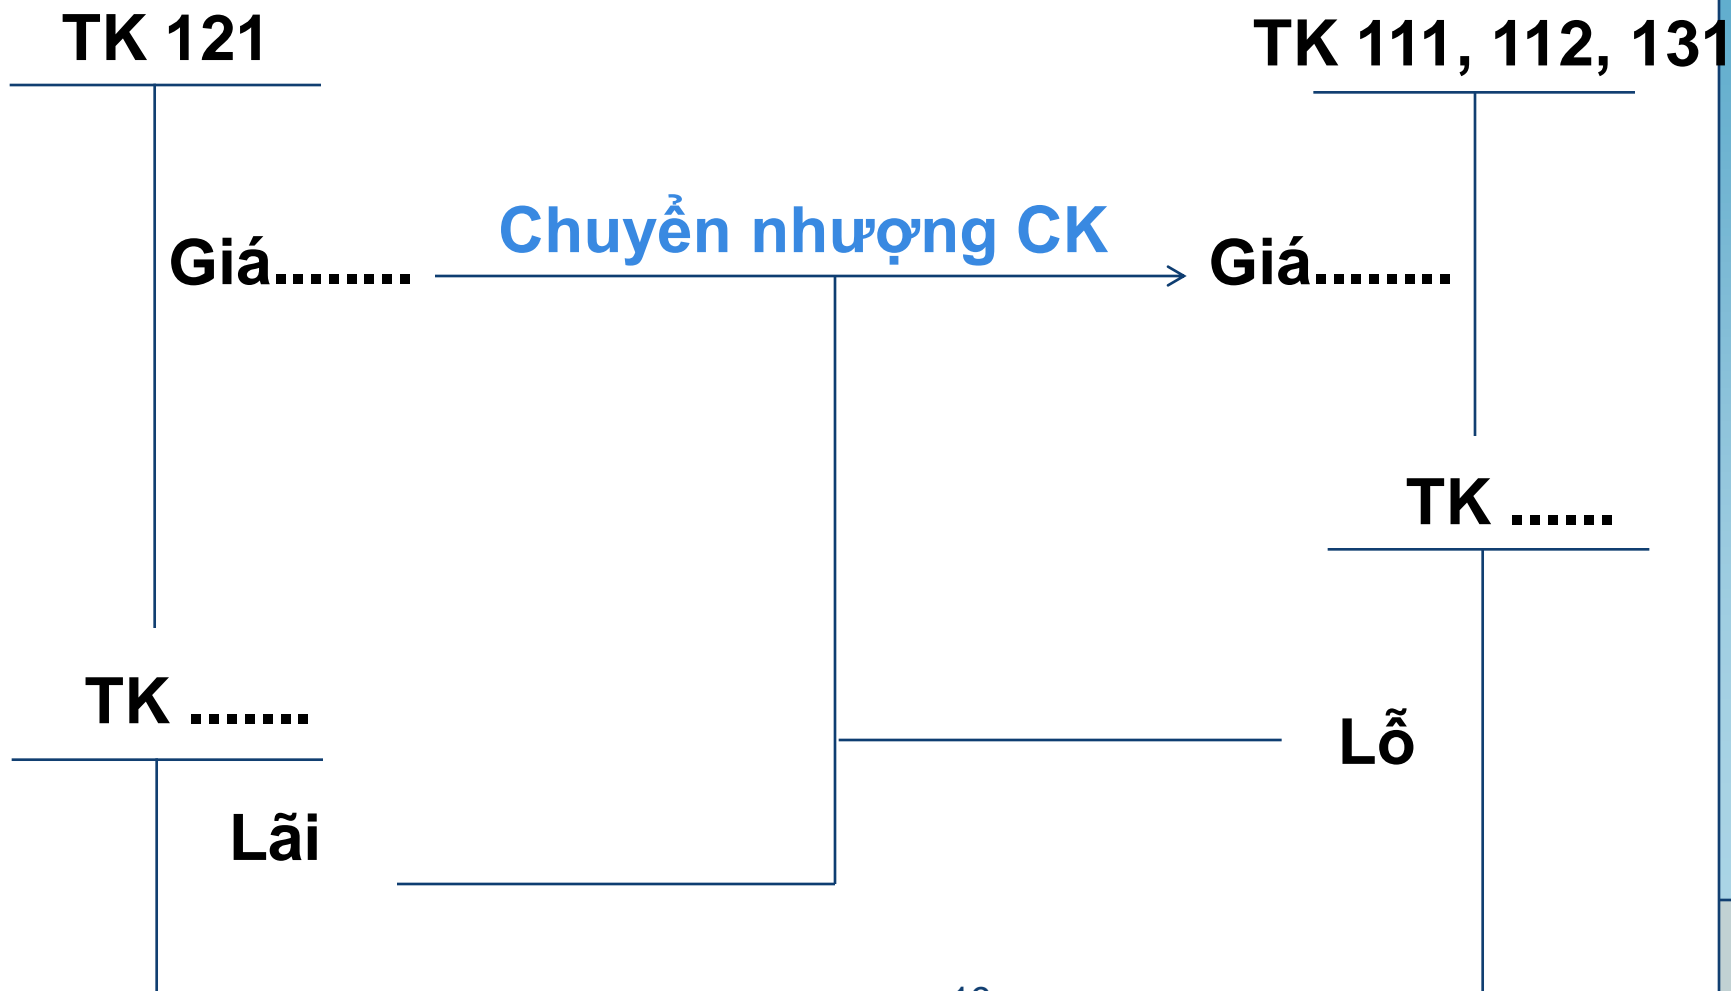 TK 121
TK 111, 112, 131
Chuyển nhượng CK
Giá........
Giá........
TK ......
TK .......
Lỗ
Lãi